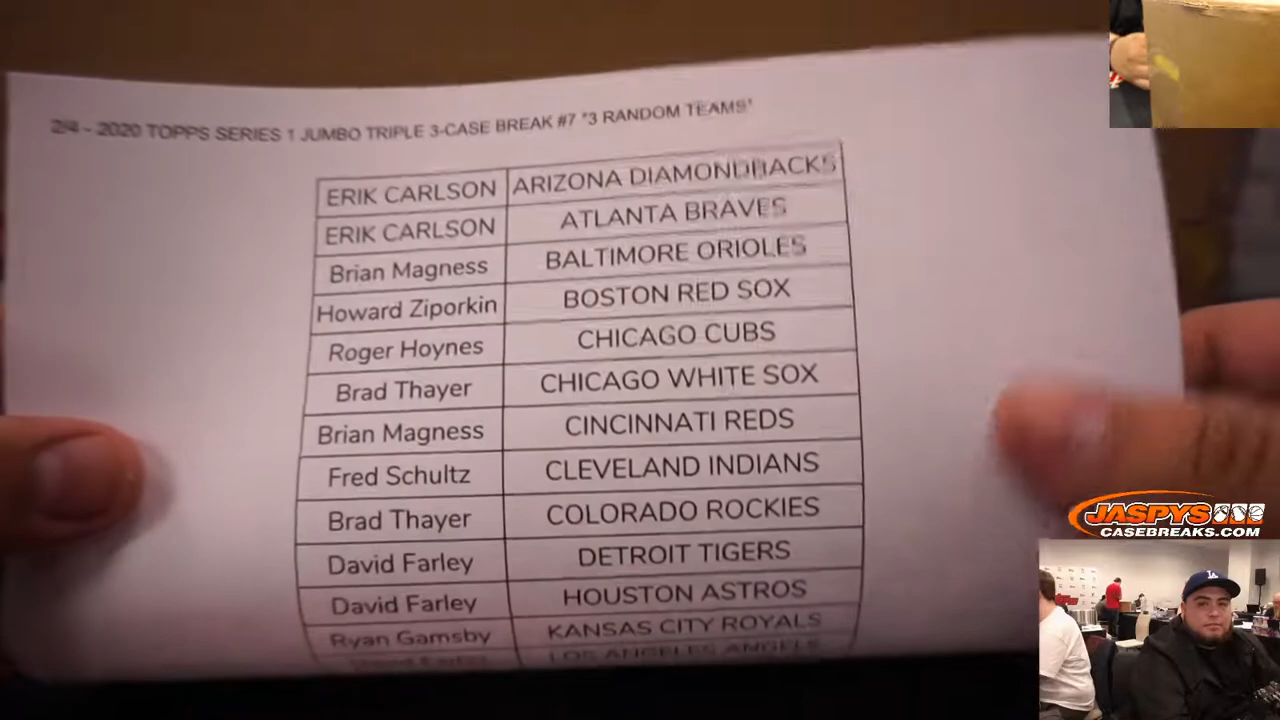 2/4 - 2020 TOPPS SERIES 1 JUMBO TRIPLE 3-CASE BREAK #7 "3 RANDOM TEAMS"
ERIK CARLSON ARIZONA DIAMONDBACKS
ERIK CARLSON ATLANTA BRAVES
Brian Magness BALTIMORE ORIOLES
Howard Ziporkin BOSTON RED SOX
Roger Hoynes CHICAGO CUBS
Brad Thayer CHICAGO WHITE SOX
Brian Magness CINCINNATI REDS
Fred Schultz CLEVELAND INDIANS
Brad Thayer COLORADO ROCKIES
David Farley DETROIT TIGERS
David Farley HOUSTON ASTROS
Ryan Gamsby KANSAS CITY ROYALS
LOS ANGELES ANGELS
JASPYS
CASEBREAKS.COM